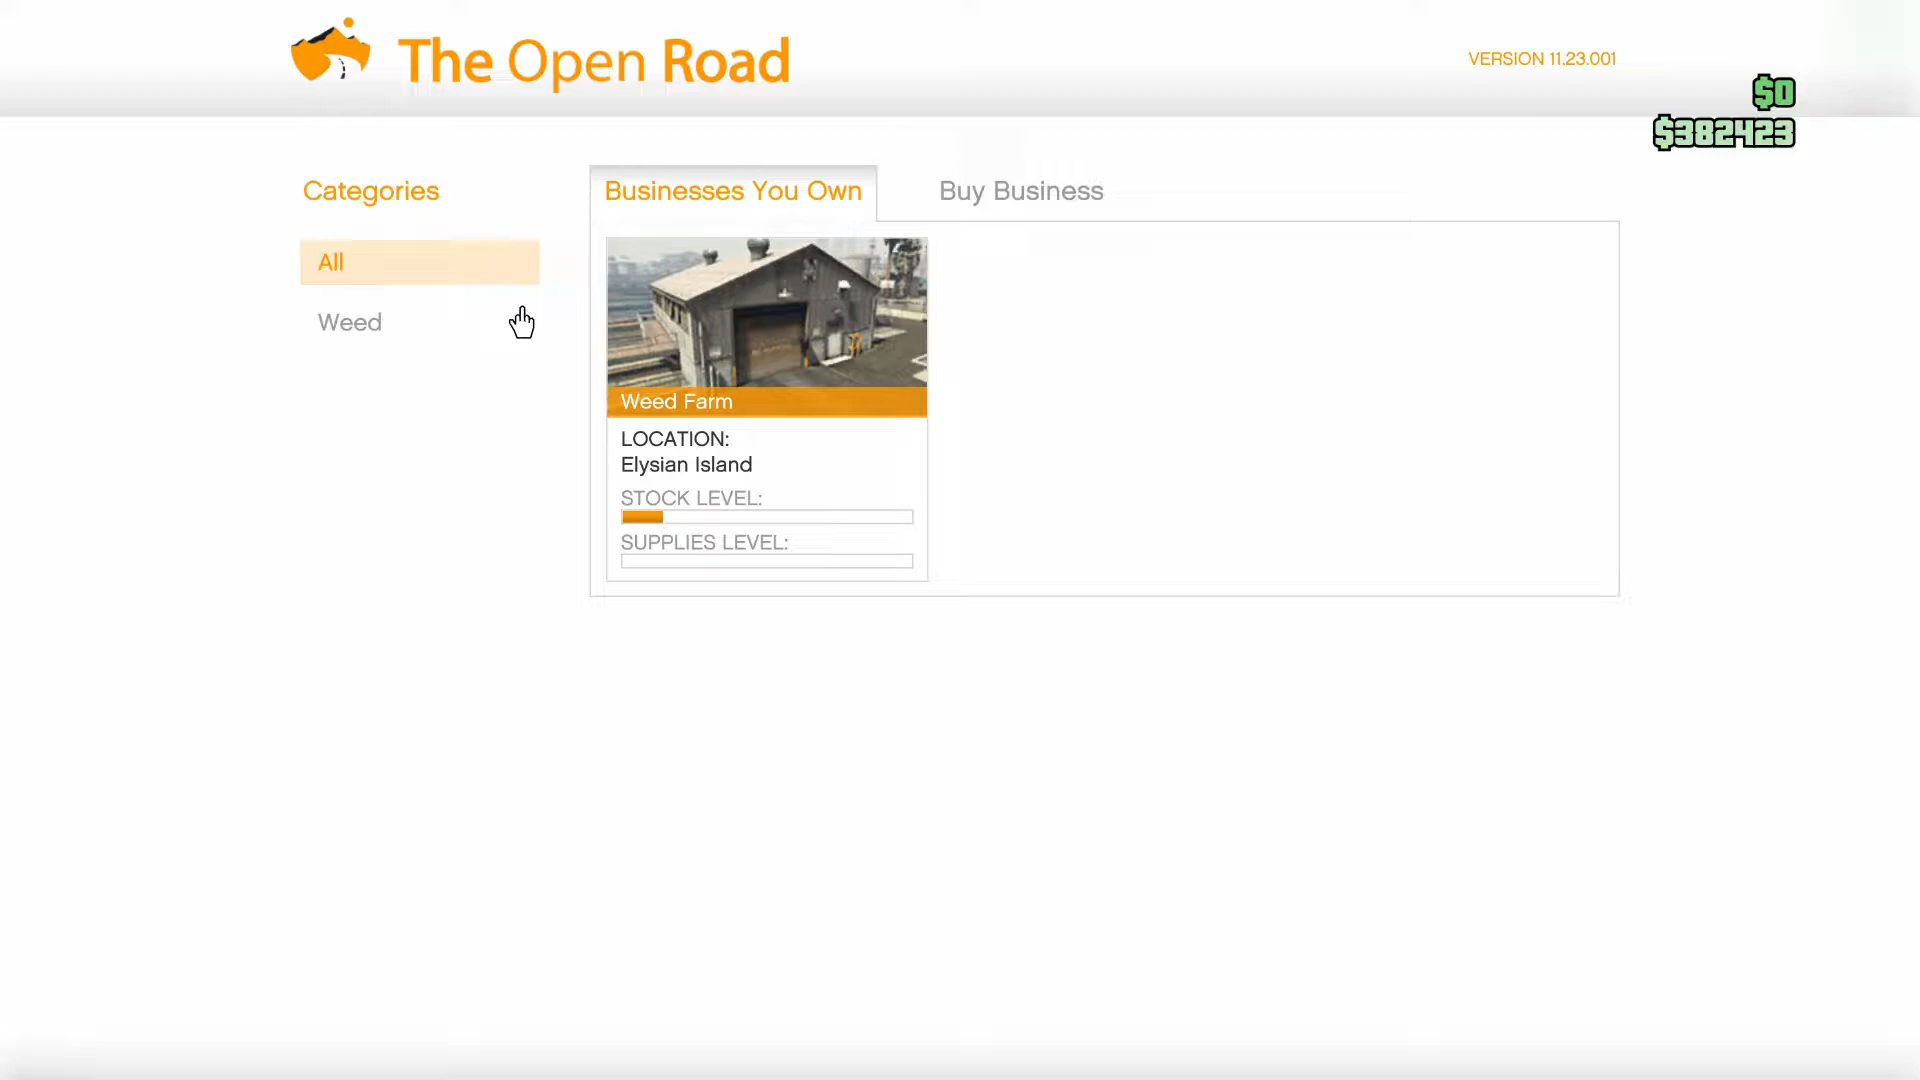 The Open Road
VERSION 11.23.001
$0
$382423
Categories
Businesses You Own
Buy Business
All
Weed
Weed Farm
LOCATION:
Elysian Island
STOCK LEVEL:
SUPPLIES LEVEL: